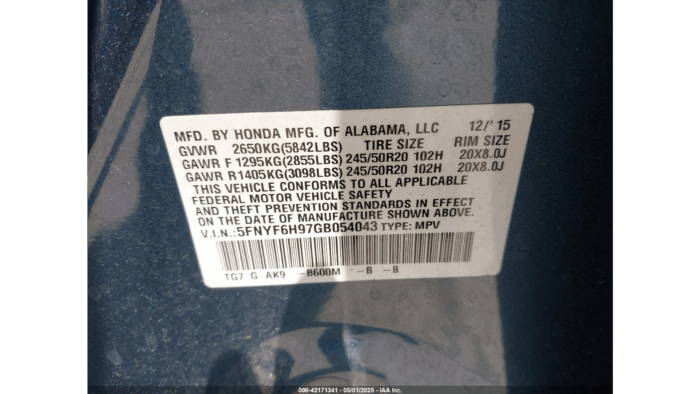 MFD. BY HONDA MFG. OF ALABAMA, LLC 12/'15
GVWR 2650KG(5842LBS) TIRE SIZE RIM SIZE
GAWR F 1295KG(2855LBS) 245/50R20 102H 20X8.0J
GAWR R1405KG(3098LBS) 245/50R20 102H 20X8.0J
THIS VEHICLE CONFORMS TO ALL APPLICABLE
FEDERAL MOTOR VEHICLE SAFETY
AND THEFT PREVENTION STANDARDS IN EFFECT
ON THE DATE OF MANUFACTURE SHOWN ABOVE.
V.I.N.:5FNYF6H97GB054043 TYPE: MPV
TG7 G AK9 -B600M -B -B
000-42171341 - 05/01/2025 - IAA Inc.